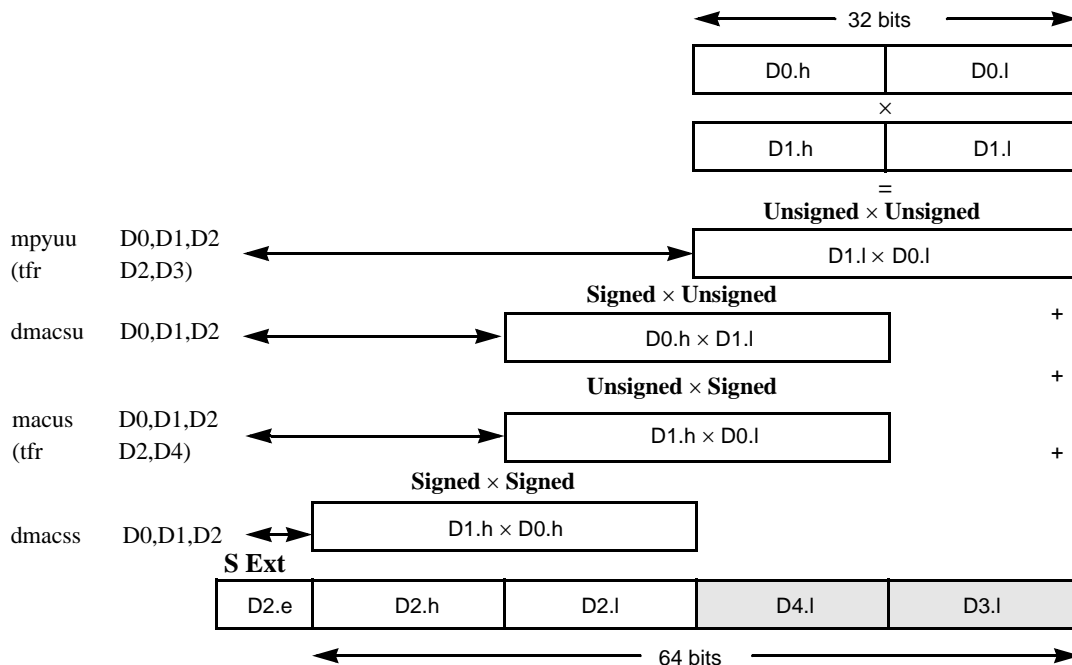 32 bits
D0.h D0.l
×
D1.h D1.l
=
Unsigned × Unsigned
mpyuu D0,D1,D2
(tfr D2,D3)
D1.l × D0.l
Signed × Unsigned
+
dmacsu D0,D1,D2
D0.h × D1.l
+
Unsigned × Signed
macus D0,D1,D2
(tfr D2,D4)
D1.h × D0.l
+
Signed × Signed
dmacss D0,D1,D2
D1.h × D0.h
S Ext
D2.e D2.h D2.l D4.l D3.l
64 bits